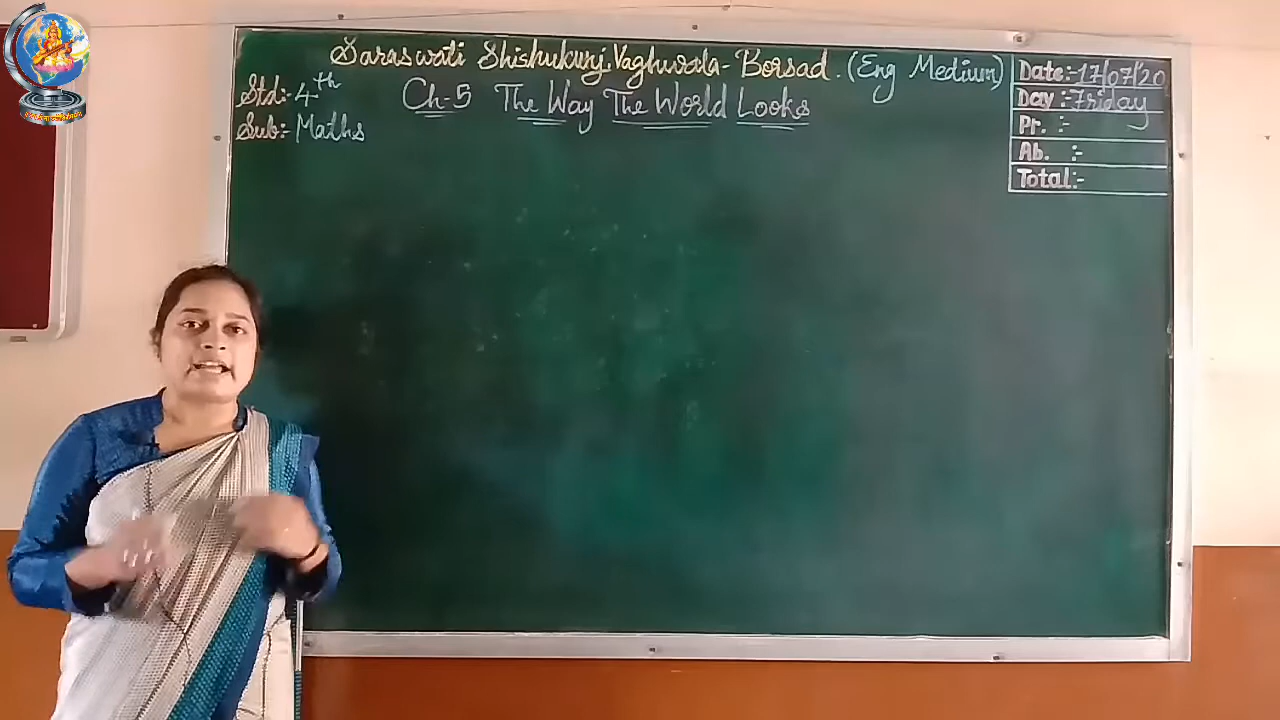 Saraswati Shishukunj, Vaghwala - Borsad. (Eng Medium)
Std:- 4th
Sub:- Maths
Ch-5 The Way The World Looks
Date:- 17/07/'20
Day:- Friday
Pr. :-
Ab. :-
Total:-